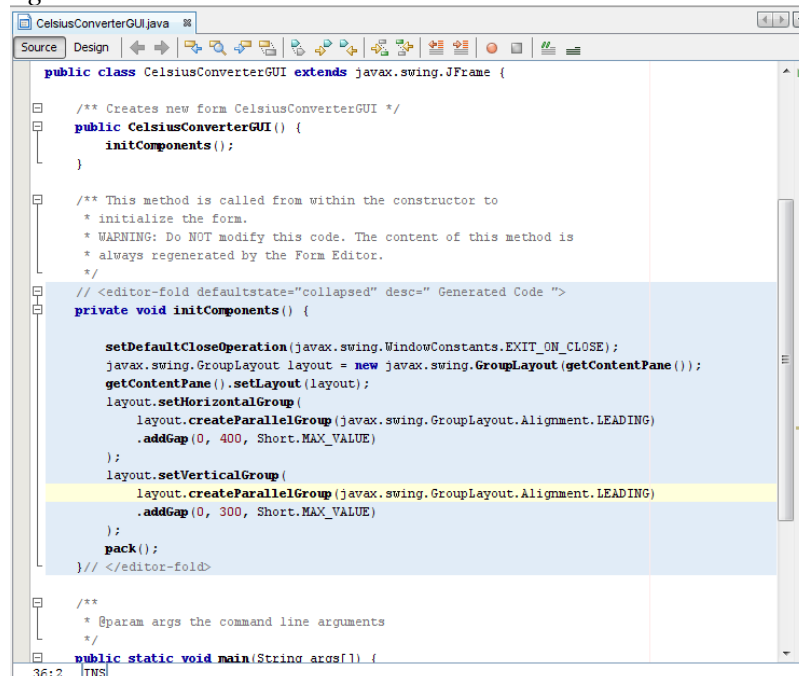 CelsiusConverterGUI.java
Source Design
public class CelsiusConverterGUI extends javax.swing.JFrame {
/** Creates new form CelsiusConverterGUI */
public CelsiusConverterGUI() {
initComponents();
}
/** This method is called from within the constructor to
* initialize the form.
* WARNING: Do NOT modify this code. The content of this method is
* always regenerated by the Form Editor.
*/
// <editor-fold defaultstate="collapsed" desc=" Generated Code ">
private void initComponents() {
setDefaultCloseOperation(javax.swing.WindowConstants.EXIT_ON_CLOSE);
javax.swing.GroupLayout layout = new javax.swing.GroupLayout(getContentPane());
getContentPane().setLayout(layout);
layout.setHorizontalGroup(
layout.createParallelGroup(javax.swing.GroupLayout.Alignment.LEADING)
.addGap(0, 400, Short.MAX_VALUE)
);
layout.setVerticalGroup(
layout.createParallelGroup(javax.swing.GroupLayout.Alignment.LEADING)
.addGap(0, 300, Short.MAX_VALUE)
);
pack();
}// </editor-fold>
/**
* @param args the command line arguments
*/
public static void main(String args[]) {
36:2 INS